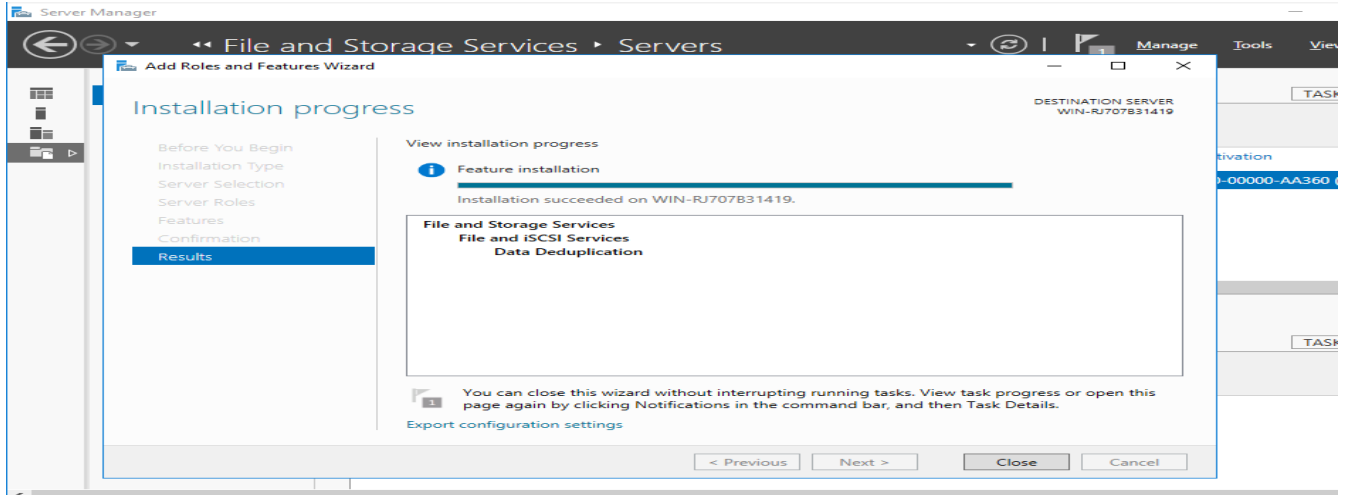 Server Manager
◂◂ File and Storage Services ▸ Servers
1
Manage
Tools
View
Add Roles and Features Wizard
TASK
Installation progress
DESTINATION SERVER
WIN-RJ707B31419
Before You Begin
Installation Type
Server Selection
Server Roles
Features
Confirmation
Results
View installation progress
Feature installation
Installation succeeded on WIN-RJ707B31419.
File and Storage Services
File and iSCSI Services
Data Deduplication
tivation
0-00000-AA360 (
TASK
1
You can close this wizard without interrupting running tasks. View task progress or open this
page again by clicking Notifications in the command bar, and then Task Details.
Export configuration settings
< Previous
Next >
Close
Cancel